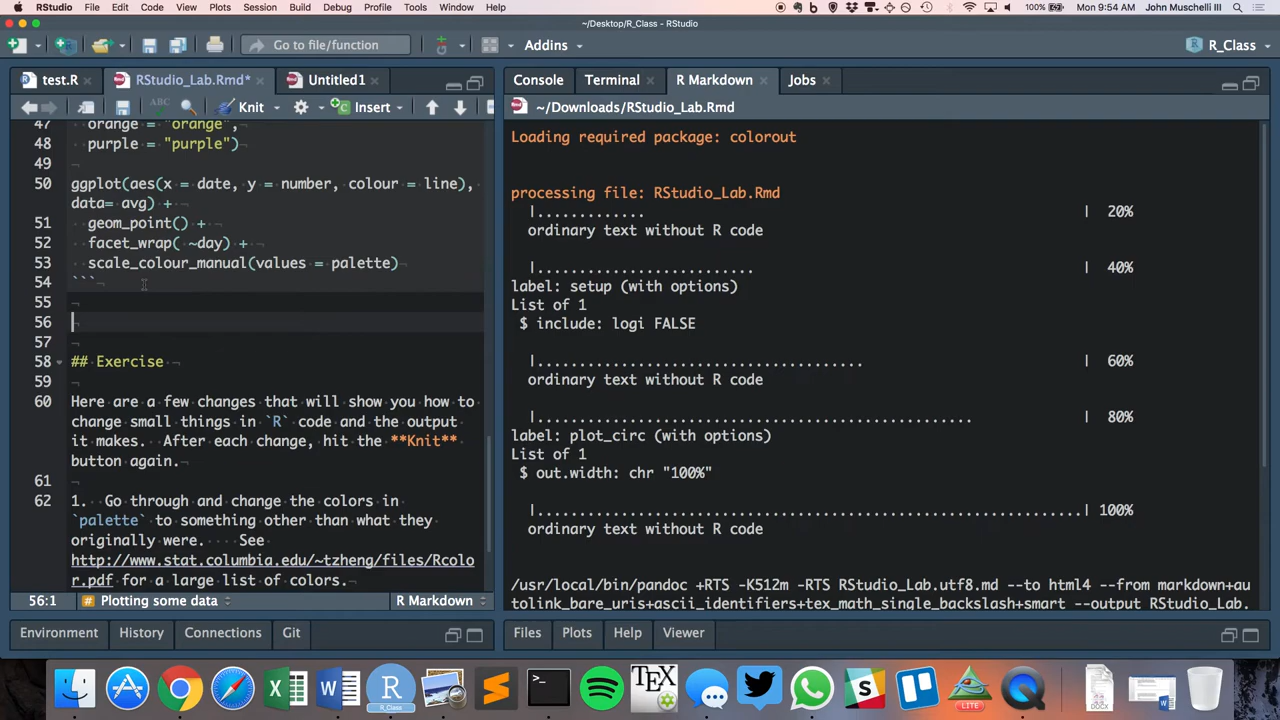 RStudio File Edit Code View Plots Session Build Debug Profile Tools Window Help 100% Mon 9:54 AM John Muschelli III
~/Desktop/R_Class - RStudio
Go to file/function Addins R_Class
test.R RStudio_Lab.Rmd* Untitled1
Knit Insert
47 orange = "orange",
48 purple = "purple")
49
50 ggplot(aes(x = date, y = number, colour = line),
data= avg) +
51 geom_point() +
52 facet_wrap( ~day) +
53 scale_colour_manual(values = palette)
54 ```
55
56
57
58 ## Exercise
59
60 Here are a few changes that will show you how to
change small things in `R` code and the output
it makes. After each change, hit the **Knit**
button again.
61
62 1. Go through and change the colors in
`palette` to something other than what they
originally were. See
http://www.stat.columbia.edu/~tzheng/files/Rcolo
r.pdf for a large list of colors.
56:1 Plotting some data R Markdown
Environment History Connections Git
Console Terminal R Markdown Jobs
~/Downloads/RStudio_Lab.Rmd
Loading required package: colorout
processing file: RStudio_Lab.Rmd
|............. | 20%
ordinary text without R code
|.......................... | 40%
label: setup (with options)
List of 1
$ include: logi FALSE
|....................................... | 60%
ordinary text without R code
|.................................................... | 80%
label: plot_circ (with options)
List of 1
$ out.width: chr "100%"
|.................................................................| 100%
ordinary text without R code
/usr/local/bin/pandoc +RTS -K512m -RTS RStudio_Lab.utf8.md --to html4 --from markdown+au
tolink_bare_uris+ascii_identifiers+tex_math_single_backslash+smart --output RStudio_Lab.
Files Plots Help Viewer
R
R_Class
TEX
LITE
DOCX